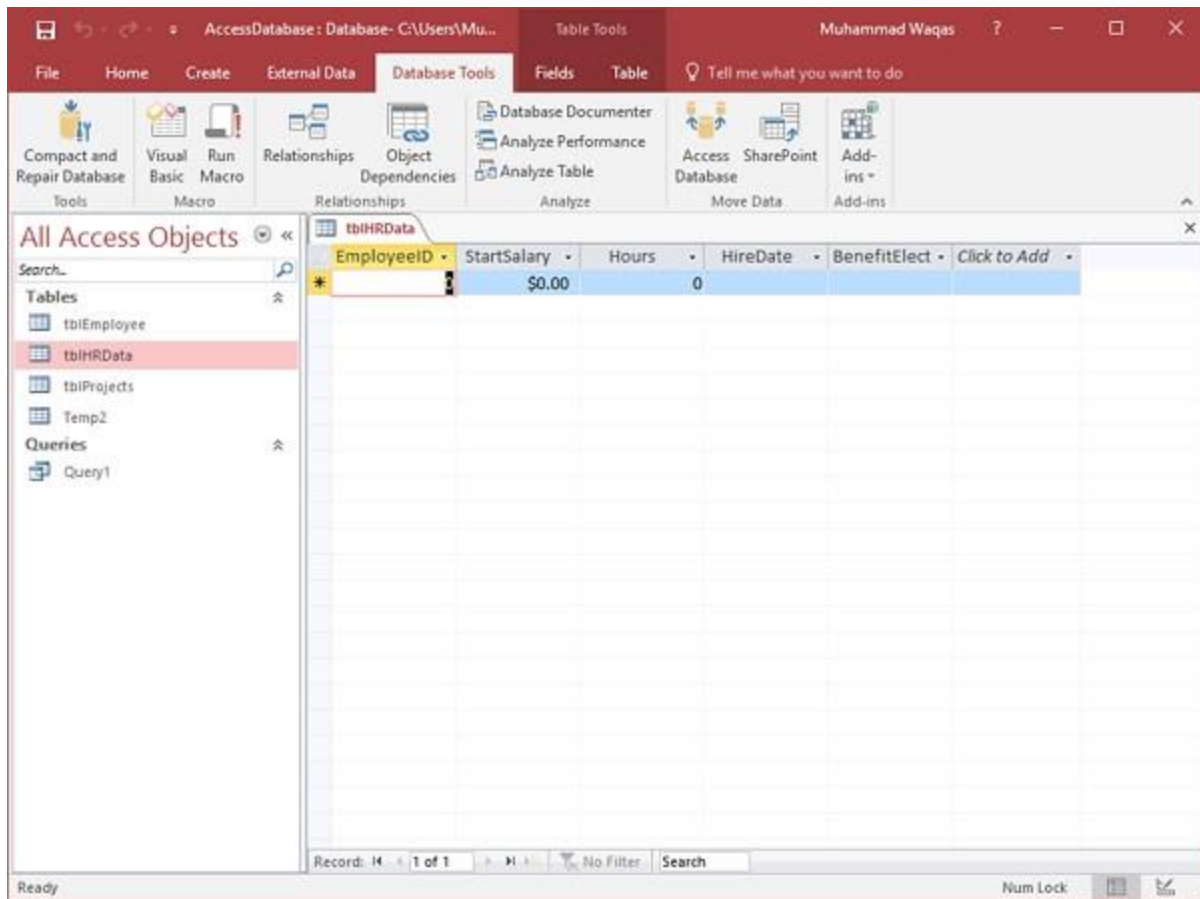 AccessDatabase : Database- C:\Users\Mu... Table Tools Muhammad Waqas ?
File Home Create External Data Database Tools Fields Table Tell me what you want to do
Compact and Repair Database
Visual Basic
Run Macro
Relationships
Object Dependencies
Database Documenter
Analyze Performance
Analyze Table
Access Database
SharePoint
Add-ins
Tools Macro Relationships Analyze Move Data Add-ins
All Access Objects
Search...
Tables
tblEmployee
tblHRData
tblProjects
Temp2
Queries
Query1
tblHRData
EmployeeID StartSalary Hours HireDate BenefitElect Click to Add
0 $0.00 0
Record: 1 of 1 No Filter Search
Ready Num Lock